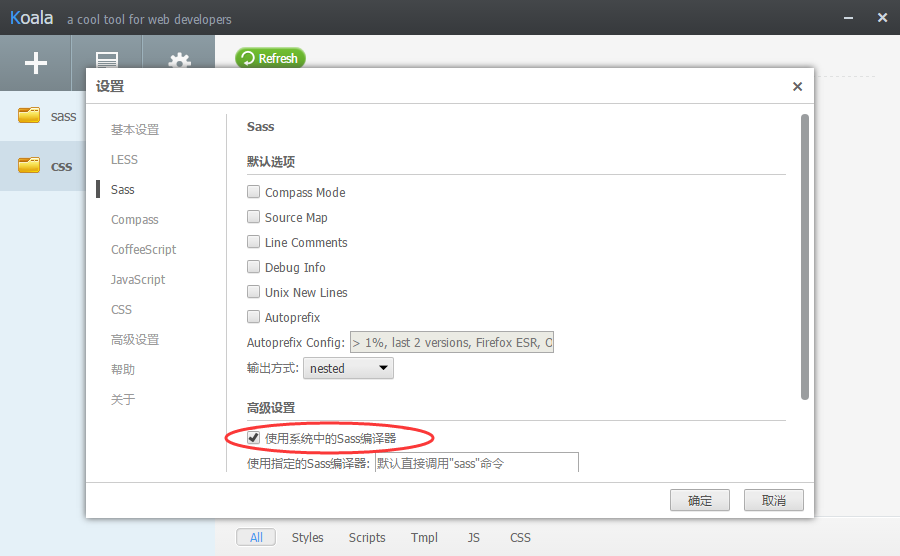 Koala a cool tool for web developers
Refresh
sass
css
设置
基本设置
LESS
Sass
Compass
CoffeeScript
JavaScript
CSS
高级设置
帮助
关于
Sass
默认选项
Compass Mode
Source Map
Line Comments
Debug Info
Unix New Lines
Autoprefix
Autoprefix Config: > 1%, last 2 versions, Firefox ESR, O
输出方式: nested
高级设置
使用系统中的Sass编译器
使用指定的Sass编译器: 默认直接调用"sass"命令
确定 取消
All Styles Scripts Tmpl JS CSS